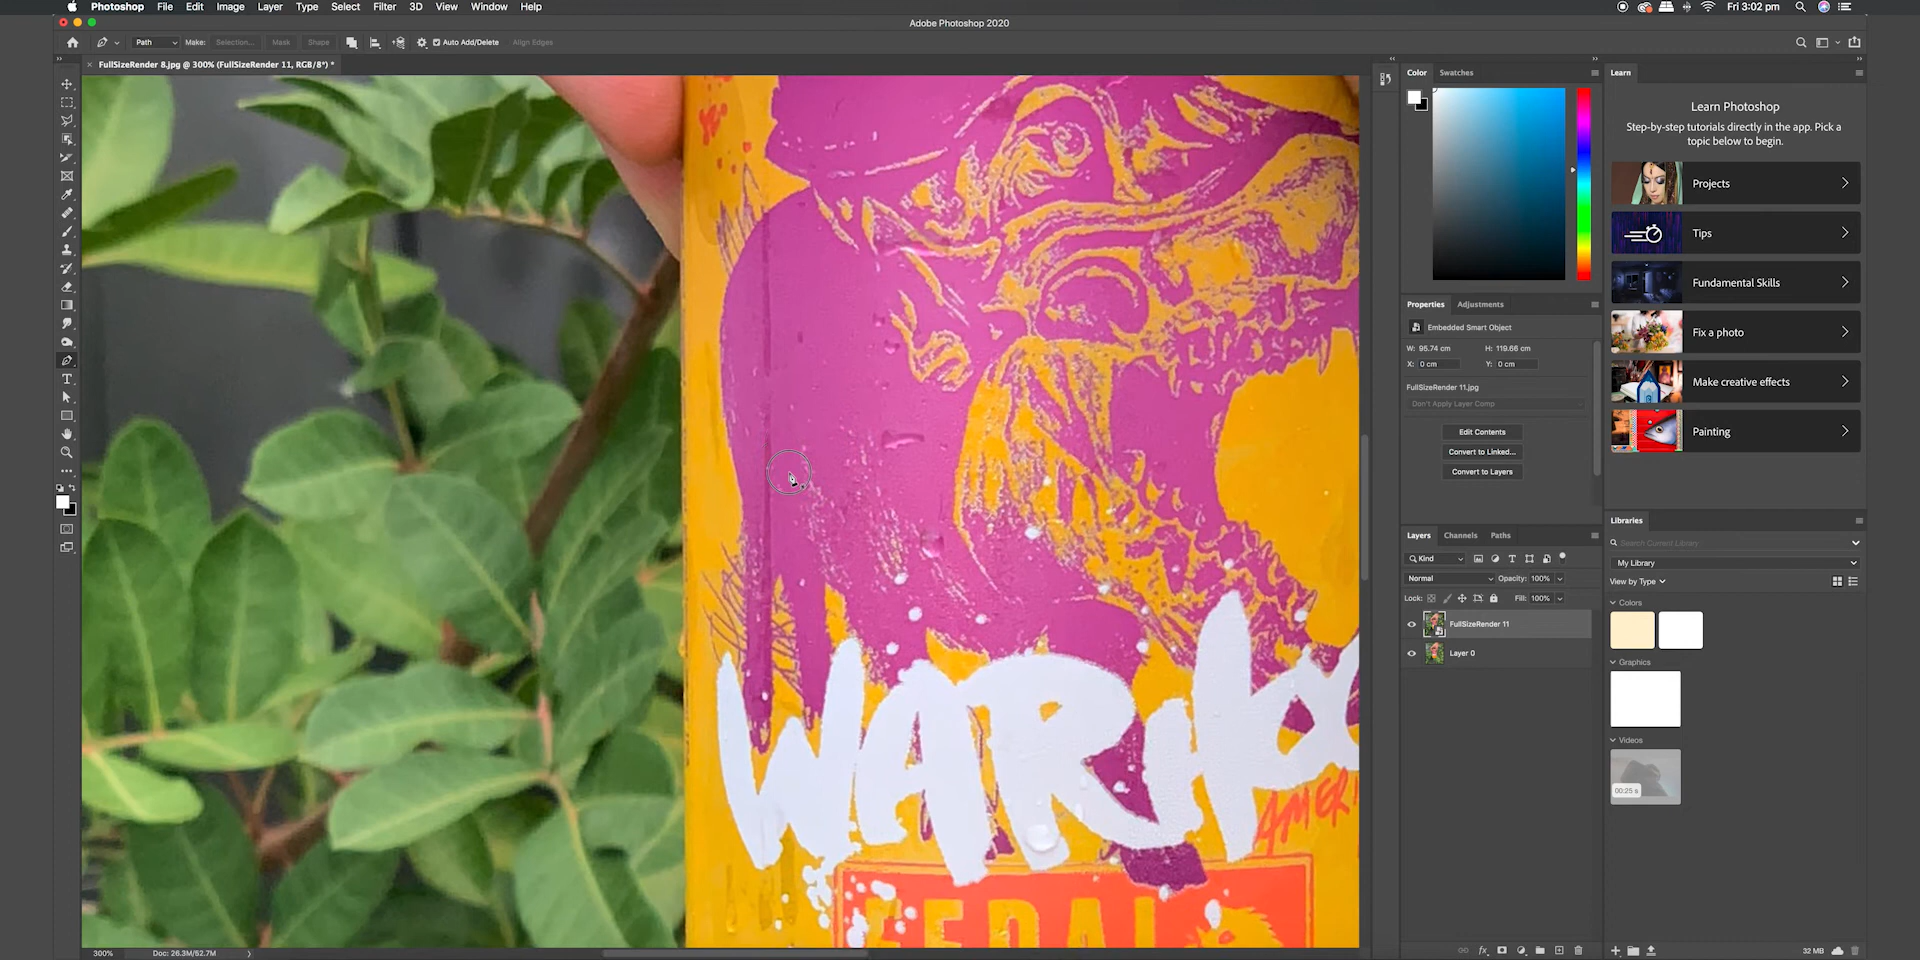 Photoshop File Edit Image Layer Type Select Filter 3D View Window Help
Fri 3:02 pm
Adobe Photoshop 2020
Path Make: Selection... Mask Shape Auto Add/Delete Align Edges
FullSizeRender 8.jpg @ 300% (FullSizeRender 11, RGB/8*) *
WARHO
AMERI
PEDAL
300% Doc: 26.3M/52.7M
Color Swatches
Properties Adjustments
Embedded Smart Object
W: 95.74 cm H: 119.66 cm
X: 0 cm Y: 0 cm
FullSizeRender 11.jpg
Don't Apply Layer Comp
Edit Contents
Convert to Linked...
Convert to Layers
Layers Channels Paths
Kind
Normal Opacity: 100%
Lock: Fill: 100%
FullSizeRender 11
Layer 0
Learn
Learn Photoshop
Step-by-step tutorials directly in the app. Pick a
topic below to begin.
Projects
Tips
Fundamental Skills
Fix a photo
Make creative effects
Painting
Libraries
Search Current Library
My Library
View by Type
Colors
Graphics
Videos
00:25 s
32 MB